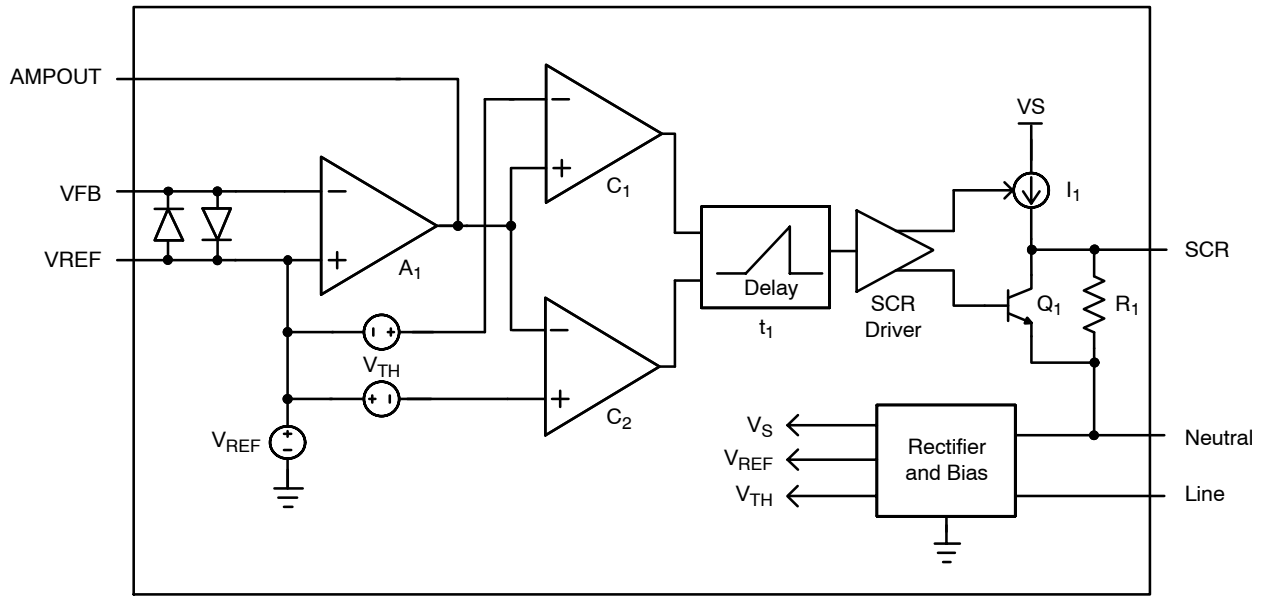 AMPOUT
VFB
VREF
−
+
A1
−
+
C1
−
+
C2
− +
VTH
+ −
VREF
+
−
Delay
t1
SCR
Driver
VS
I1
SCR
Q1
R1
VS
VREF
VTH
Rectifier
and Bias
Neutral
Line